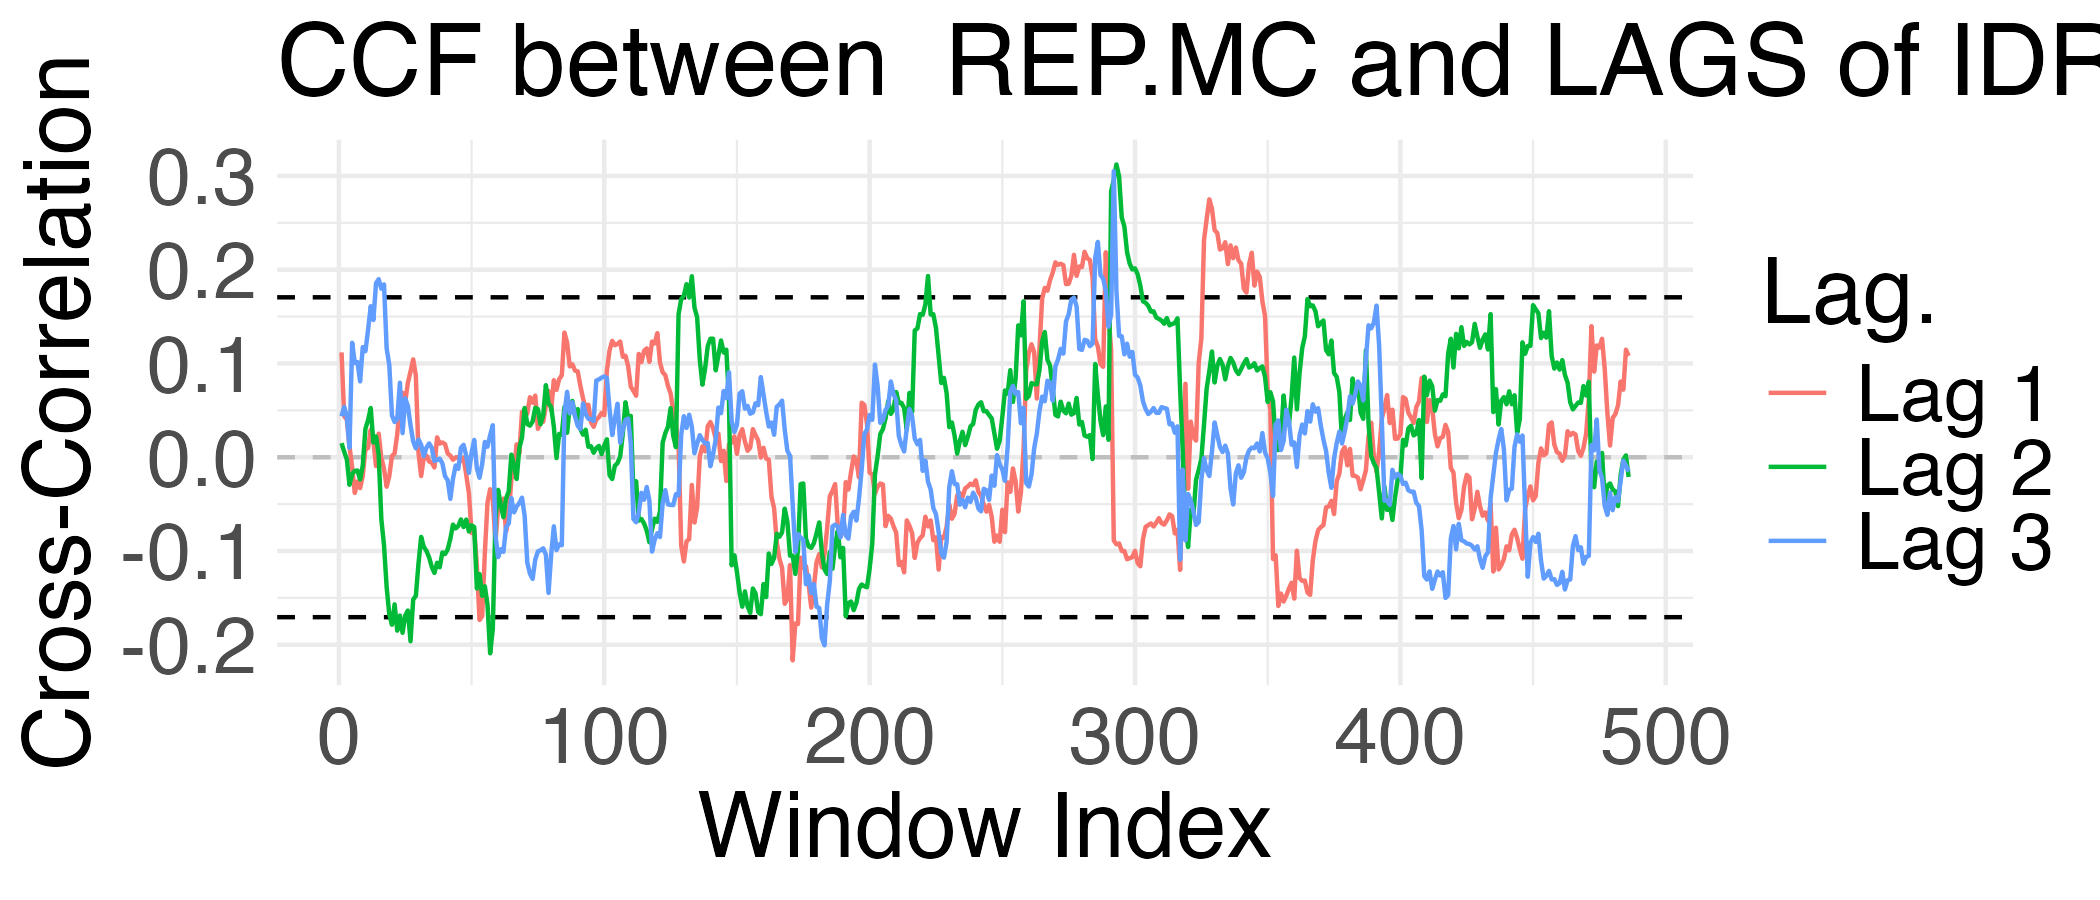 CCF between  REP.MC and LAGS of IDR
Cross-Correlation
0.3
0.2
0.1
0.0
-0.1
-0.2
0 100 200 300 400 500
Window Index
Lag.
Lag 1
Lag 2
Lag 3